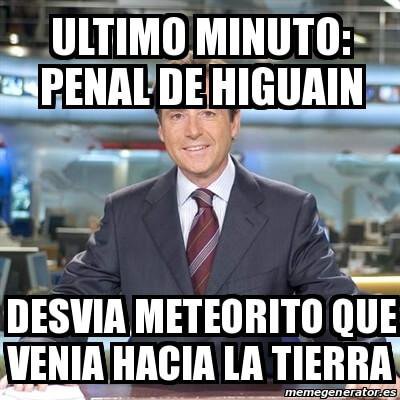 ULTIMO MINUTO:
PENAL DE HIGUAIN
DESVIA METEORITO QUE
VENIA HACIA LA TIERRA
memegenerator.es